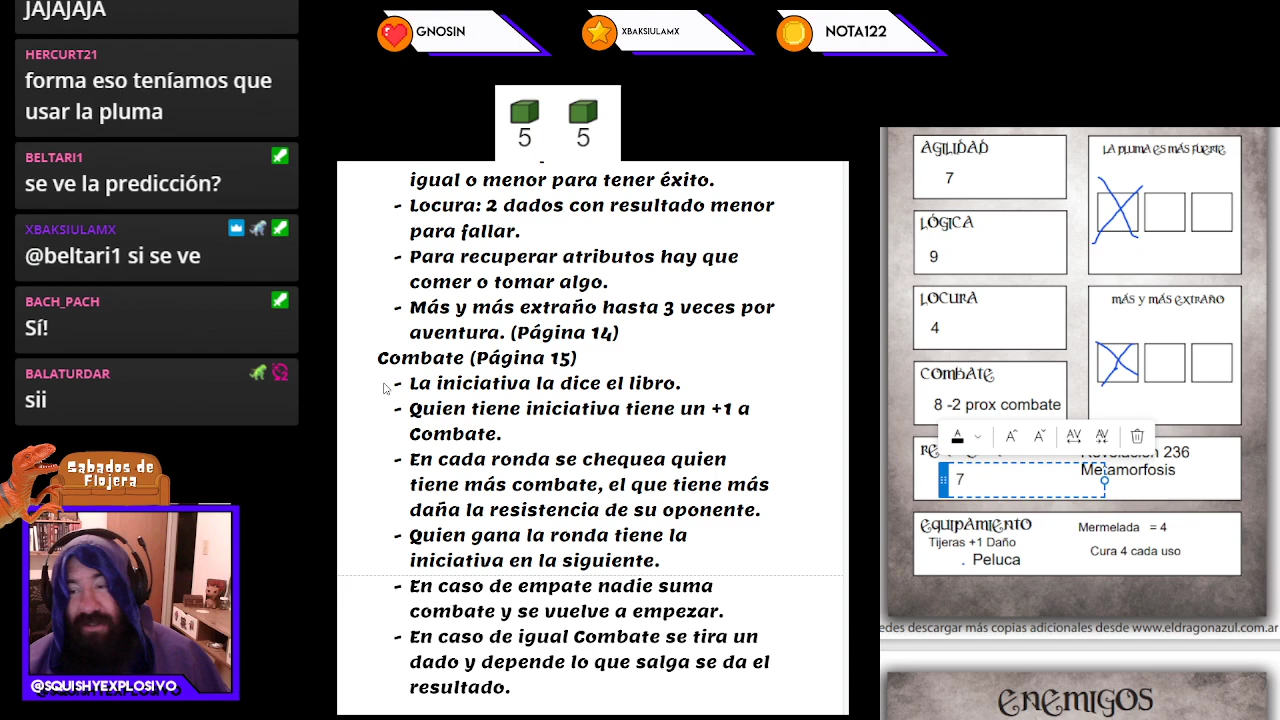 JAJAJAJA
HERCURT21
forma eso teníamos que
usar la pluma
BELTARI1
se ve la predicción?
XBAKSIULAMX
@beltari1 si se ve
BACH_PACH
Sí!
BALATURDAR
sii
Sabados de
Flojera
@SQUISHYEXPLOSIVO
GNOSIN
XBAKSIULAMX
NOTA122
5 5
igual o menor para tener éxito.
- Locura: 2 dados con resultado menor
para fallar.
- Para recuperar atributos hay que
comer o tomar algo.
- Más y más extraño hasta 3 veces por
aventura. (Página 14)
Combate (Página 15)
- La iniciativa la dice el libro.
- Quien tiene iniciativa tiene un +1 a
Combate.
- En cada ronda se chequea quien
tiene más combate, el que tiene más
daña la resistencia de su oponente.
- Quien gana la ronda tiene la
iniciativa en la siguiente.
- En caso de empate nadie suma
combate y se vuelve a empezar.
- En caso de igual Combate se tira un
dado y depende lo que salga se da el
resultado.
AGILIDAD
7
LÓGICA
9
LOCURA
4
COMBATE
8 -2 prox combate
7
LA PLUMA ES MÁS FUERTE
MÁS Y MÁS EXTRAÑO
Revolución 236
Metamorfosis
EQUIPAMIENTO
Tijeras +1 Daño
. Peluca
Mermelada = 4
Cura 4 cada uso
edes descargar más copias adicionales desde www.eldragonazul.com.ar
ENEMIGOS